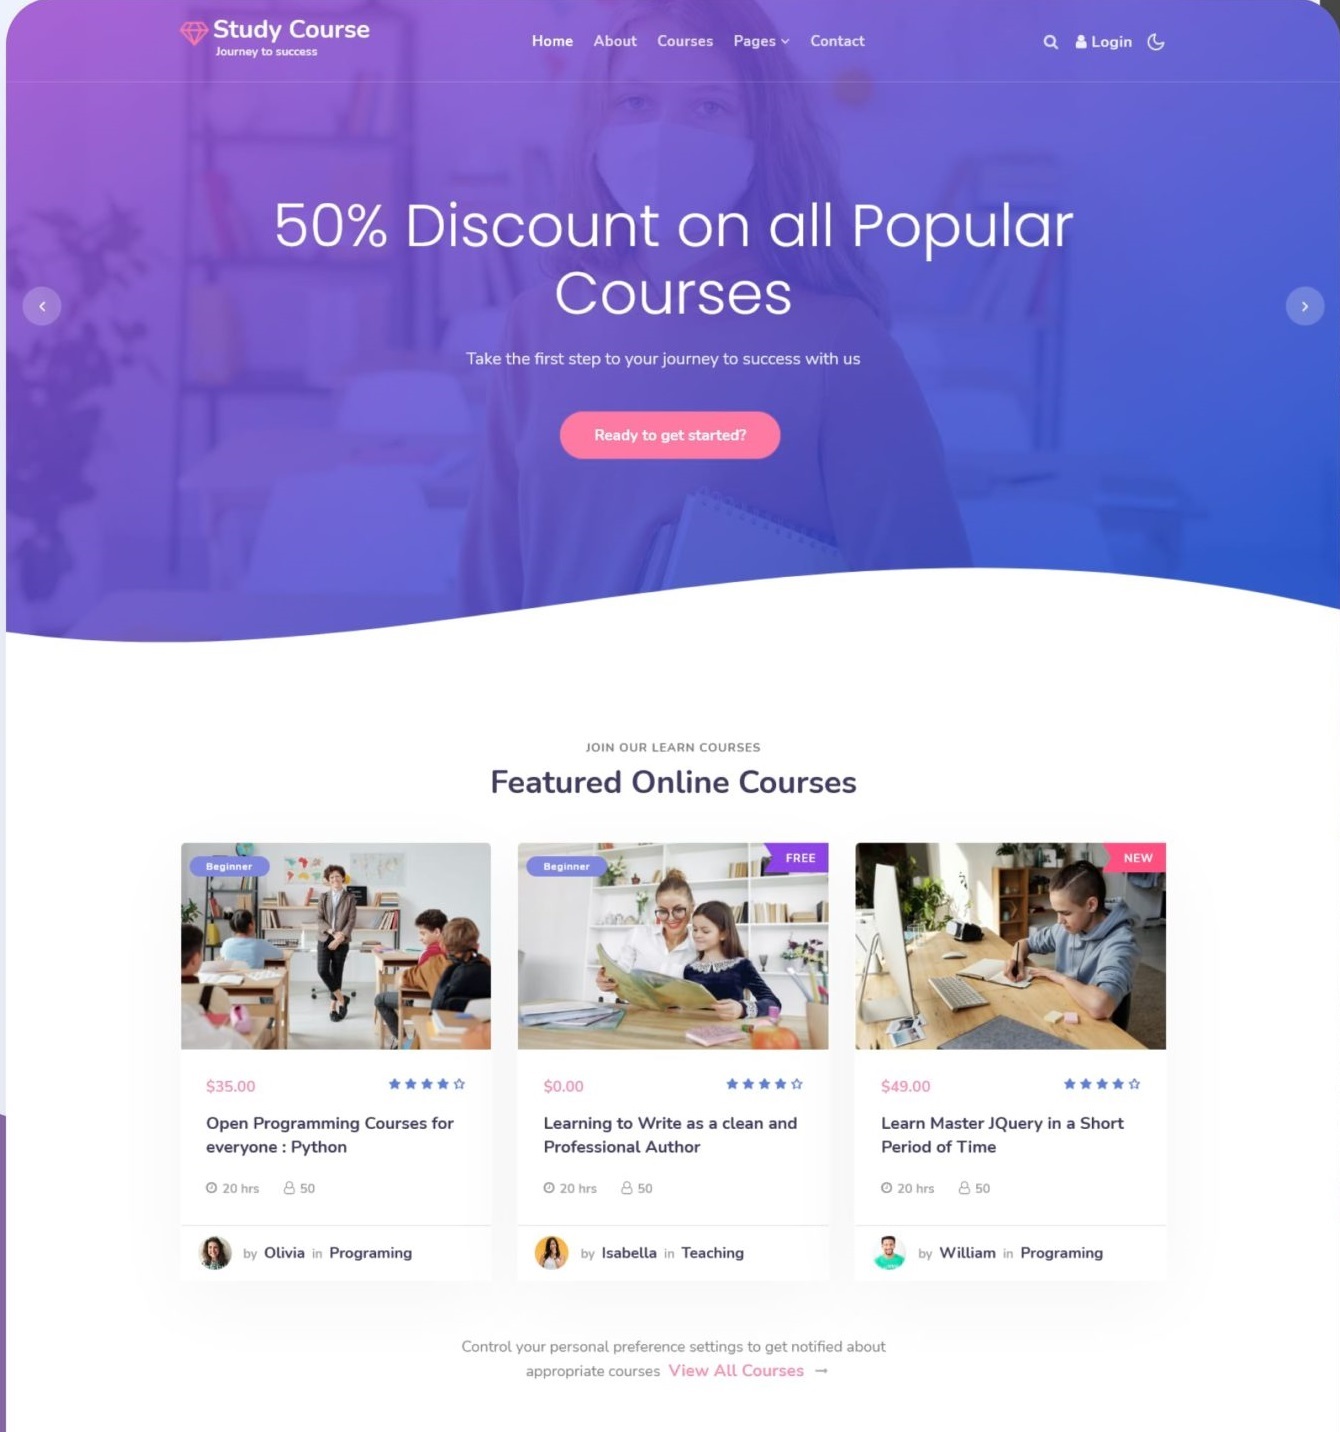 Study Course
Journey to success
Home About Courses Pages Contact
Login
50% Discount on all Popular
Courses
Take the first step to your journey to success with us
Ready to get started?
JOIN OUR LEARN COURSES
Featured Online Courses
Beginner
$35.00
Open Programming Courses for
everyone : Python
20 hrs 50
by Olivia in Programing
Beginner
FREE
$0.00
Learning to Write as a clean and
Professional Author
20 hrs 50
by Isabella in Teaching
NEW
$49.00
Learn Master JQuery in a Short
Period of Time
20 hrs 50
by William in Programing
Control your personal preference settings to get notified about
appropriate courses View All Courses →